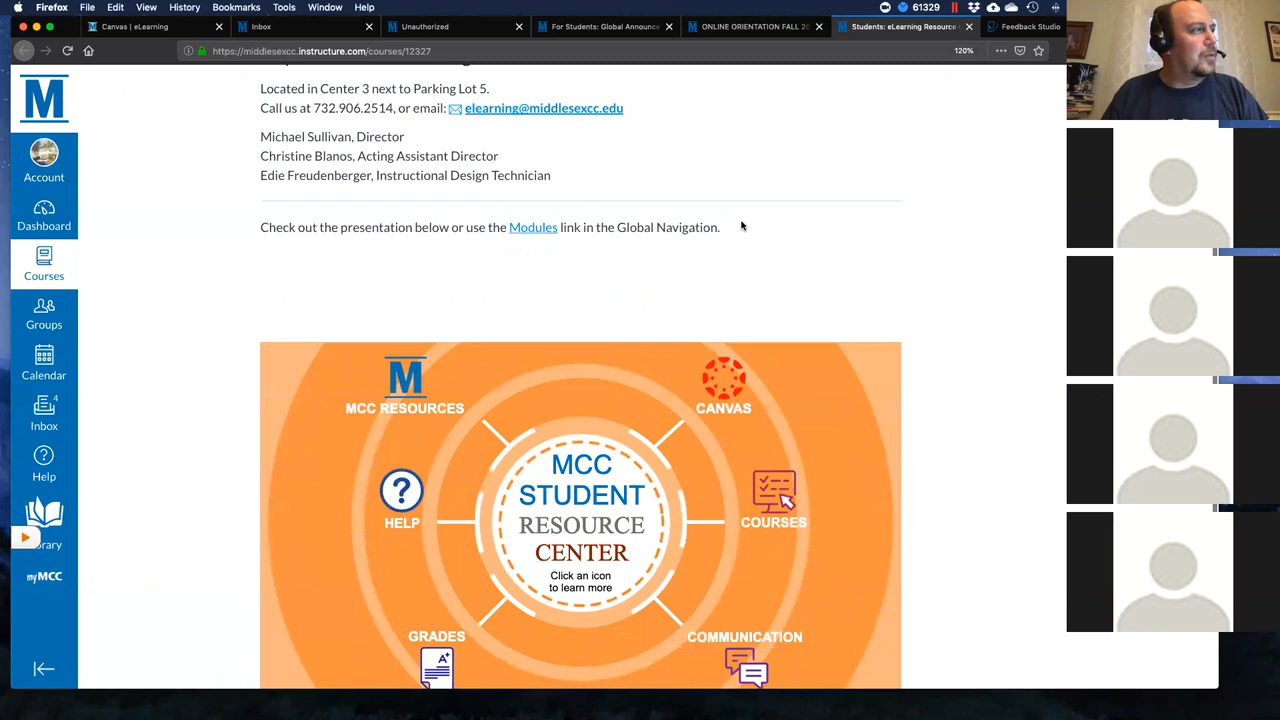 Firefox File Edit View History Bookmarks Tools Window Help 61329
Canvas | eLearning
Inbox
Unauthorized
For Students: Global Announce
ONLINE ORIENTATION FALL 20
Students: eLearning Resource
Feedback Studio
https://middlesexcc.instructure.com/courses/12327
120%
M
Account
Dashboard
Courses
Groups
Calendar
4
Inbox
Help
brary
myMCC
Located in Center 3 next to Parking Lot 5.
Call us at 732.906.2514, or email: elearning@middlesexcc.edu
Michael Sullivan, Director
Christine Blanos, Acting Assistant Director
Edie Freudenberger, Instructional Design Technician
Check out the presentation below or use the Modules link in the Global Navigation.
M
MCC RESOURCES
CANVAS
?
HELP
COURSES
MCC
STUDENT
RESOURCE
CENTER
Click an icon
to learn more
GRADES
A+
COMMUNICATION